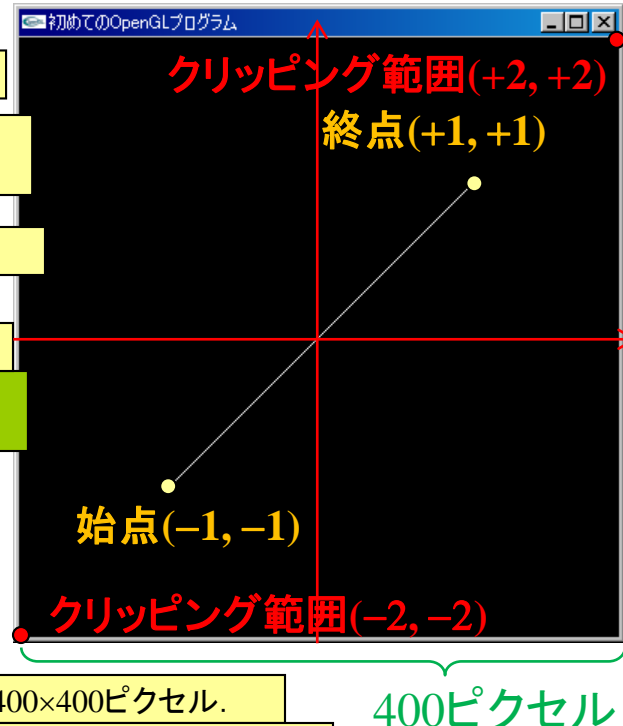 初めてのOpenGLプログラム
クリッピング範囲(+2, +2)
終点(+1, +1)
始点(−1, −1)
クリッピング範囲(−2, −2)
400×400ピクセル.
400ピクセル